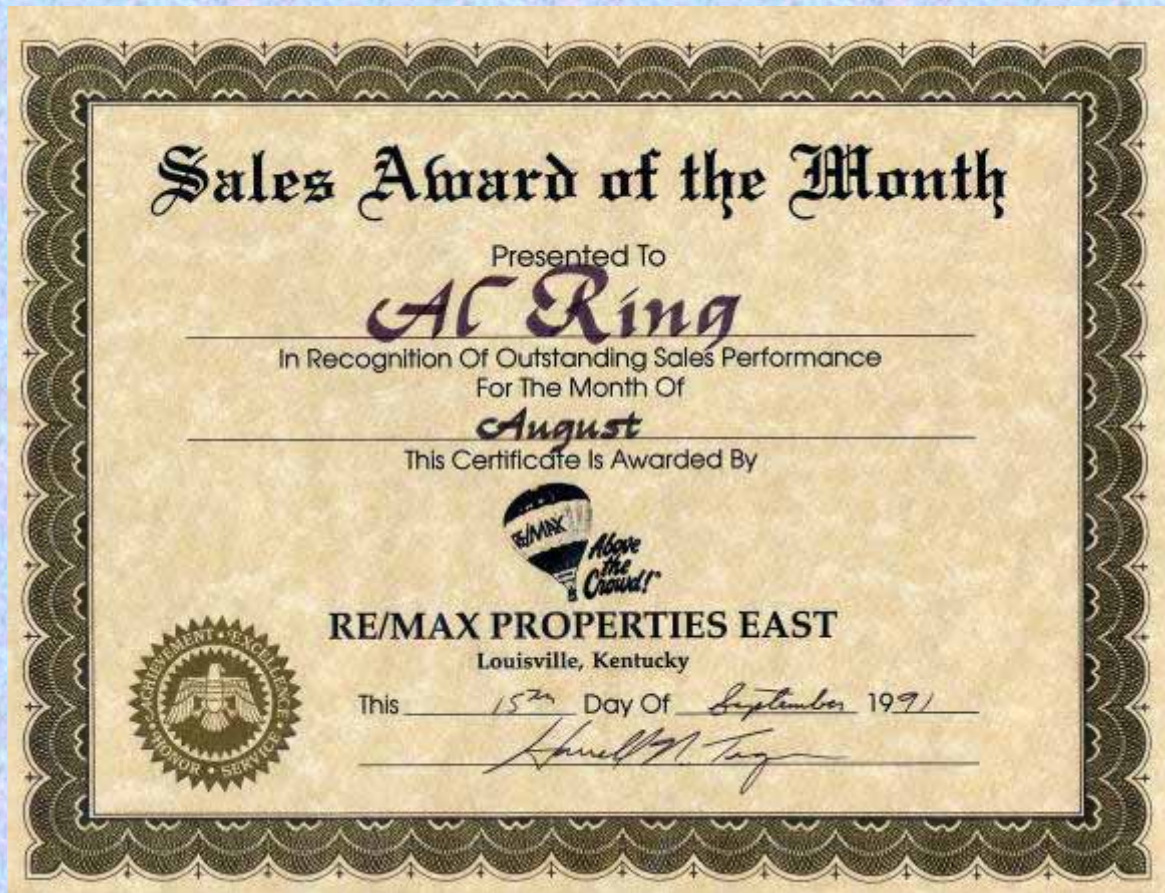 Sales Award of the Month
Presented To
Al Ring
In Recognition Of Outstanding Sales Performance
For The Month Of
August
This Certificate Is Awarded By
RE/MAX
Above
the
Crowd!
RE/MAX PROPERTIES EAST
Louisville, Kentucky
ACHIEVEMENT • EXCELLENCE
HONOR • SERVICE
This 15th Day Of September 1991